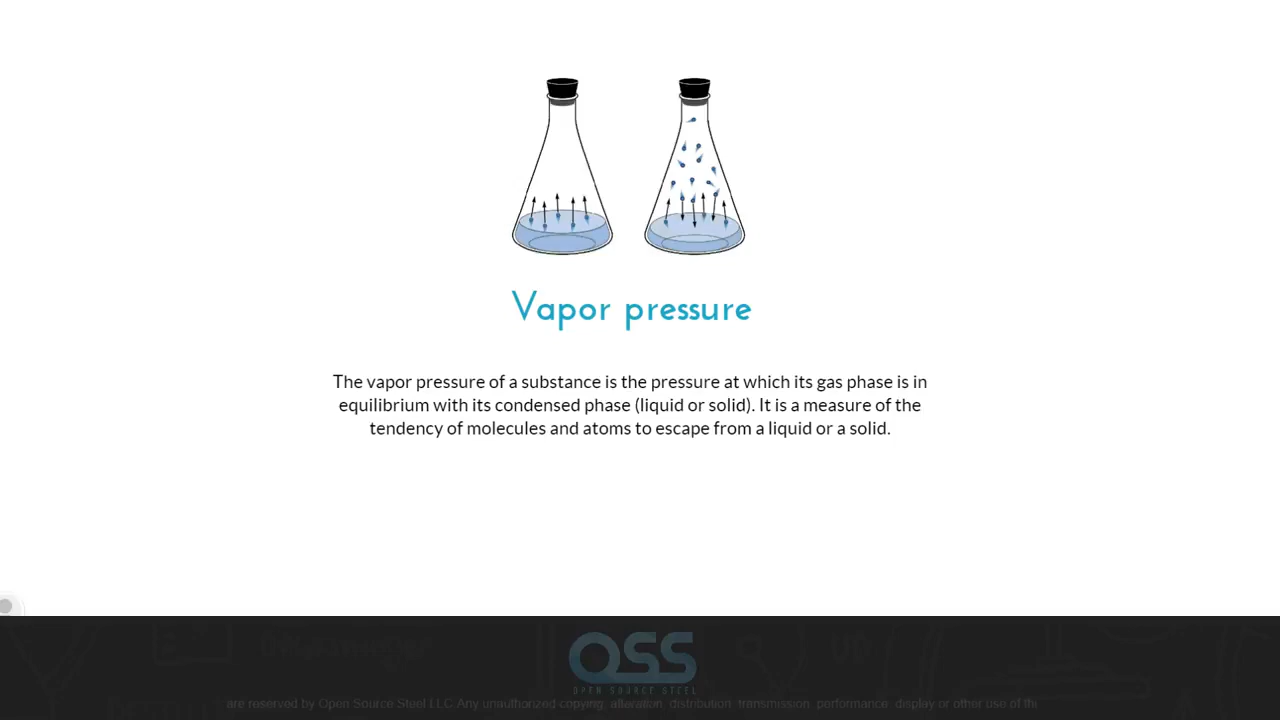 Vapor pressure
The vapor pressure of a substance is the pressure at which its gas phase is in
equilibrium with its condensed phase (liquid or solid). It is a measure of the
tendency of molecules and atoms to escape from a liquid or a solid.
OSS
OPEN SOURCE STEEL
are reserved by Open Source Steel LLC. Any unauthorized copying, alteration, distribution, transmission, performance, display or other use of thi